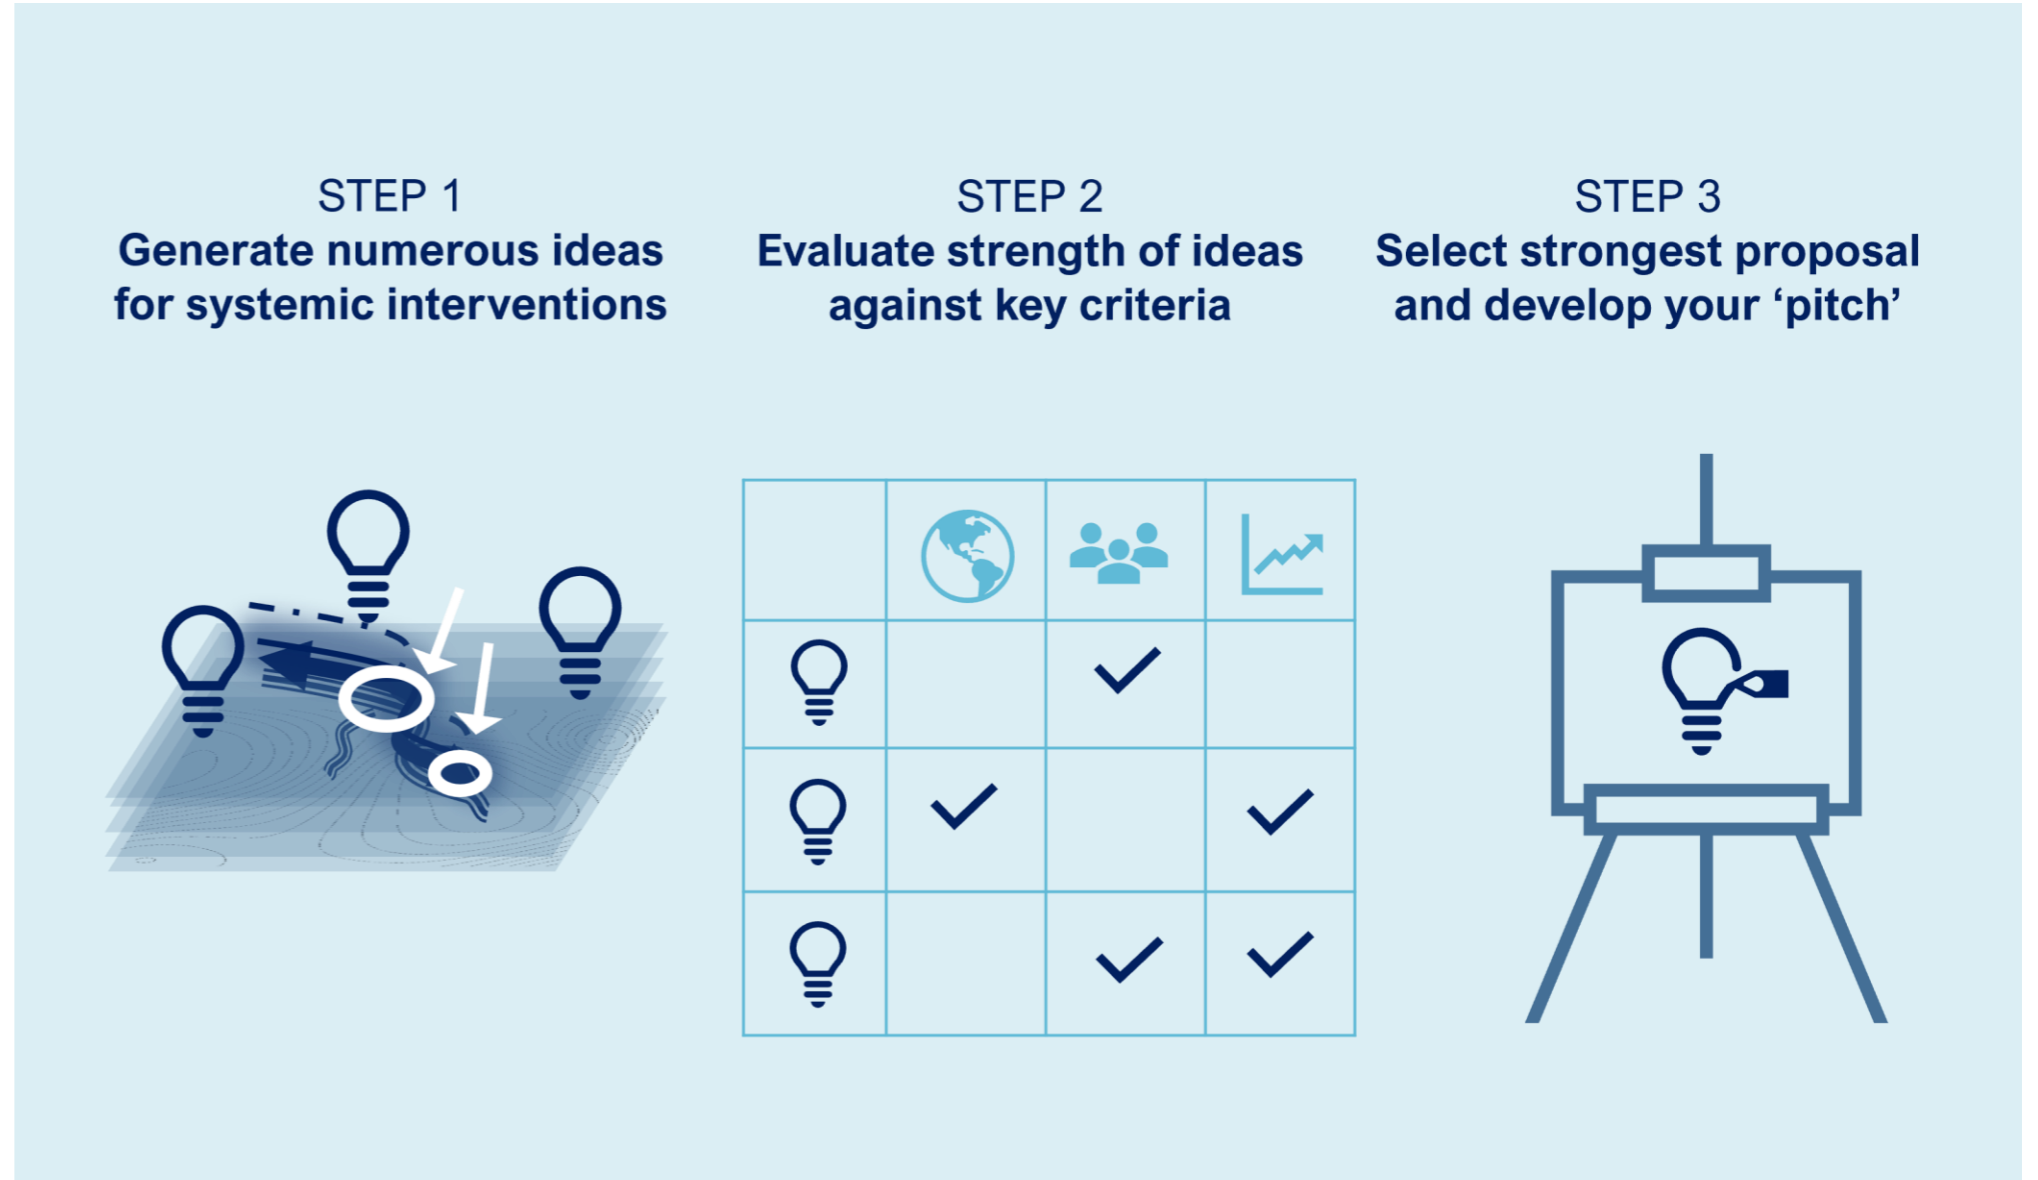 STEP 1
Generate numerous ideas
for systemic interventions
STEP 2
Evaluate strength of ideas
against key criteria
STEP 3
Select strongest proposal
and develop your ‘pitch’